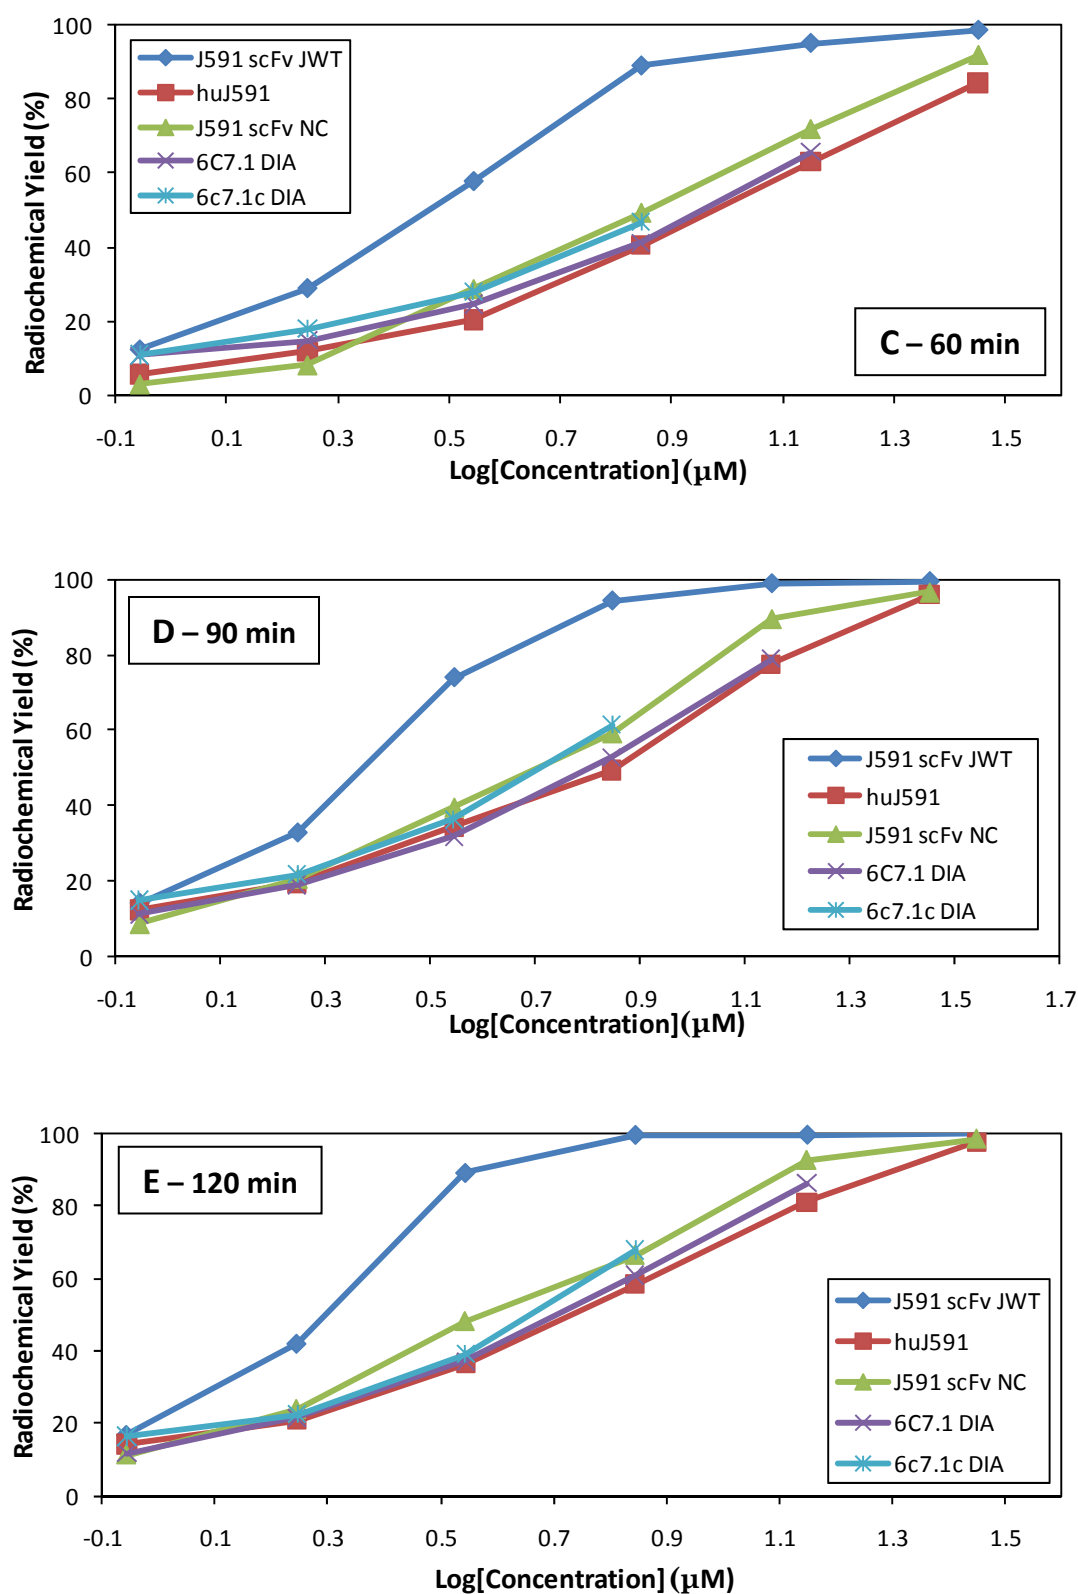 100
80
60
40
20
0
Radiochemical Yield (%)
J591 scFv JWT
huJ591
J591 scFv NC
6C7.1 DIA
6c7.1c DIA
C – 60 min
-0.1 0.1 0.3 0.5 0.7 0.9 1.1 1.3 1.5
Log[Concentration] (μM)
100
80
60
40
20
0
Radiochemical Yield (%)
D – 90 min
J591 scFv JWT
huJ591
J591 scFv NC
6C7.1 DIA
6c7.1c DIA
-0.1 0.1 0.3 0.5 0.7 0.9 1.1 1.3 1.5 1.7
Log[Concentration] (μM)
100
80
60
40
20
0
Radiochemical Yield (%)
E – 120 min
J591 scFv JWT
huJ591
J591 scFv NC
6C7.1 DIA
6c7.1c DIA
-0.1 0.1 0.3 0.5 0.7 0.9 1.1 1.3 1.5
Log[Concentration] (μM)